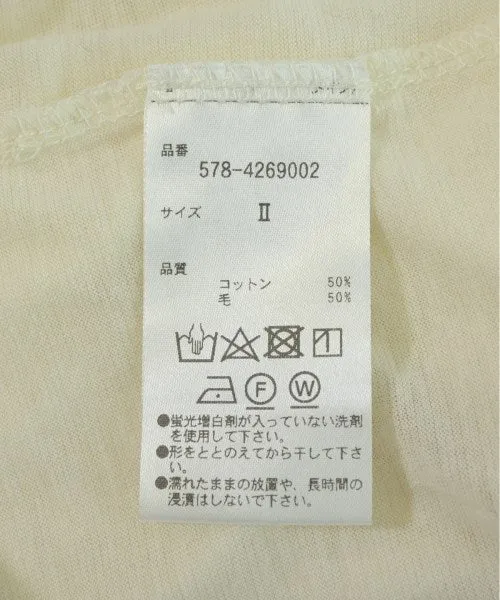 品番
578-4269002
サイズ Ⅱ
品質
コットン 50%
毛 50%
F W
●蛍光増白剤が入っていない洗剤
を使用して下さい。
●形をととのえてから干して下さ
い。
●濡れたままの放置や、長時間の
浸漬はしないで下さい。